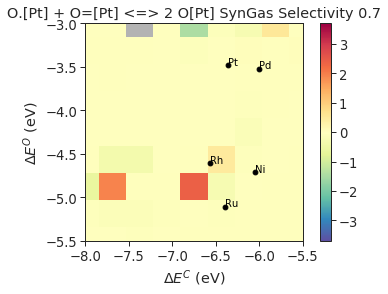 O.[Pt] + O=[Pt] <=> 2 O[Pt] SynGas Selectivity 0.7
−3.0
−3.5
−4.0
−4.5
−5.0
−5.5
ΔE^O (eV)
Pt
Pd
Rh
Ni
Ru
−8.0 −7.5 −7.0 −6.5 −6.0 −5.5
ΔE^C (eV)
3
2
1
0
−1
−2
−3